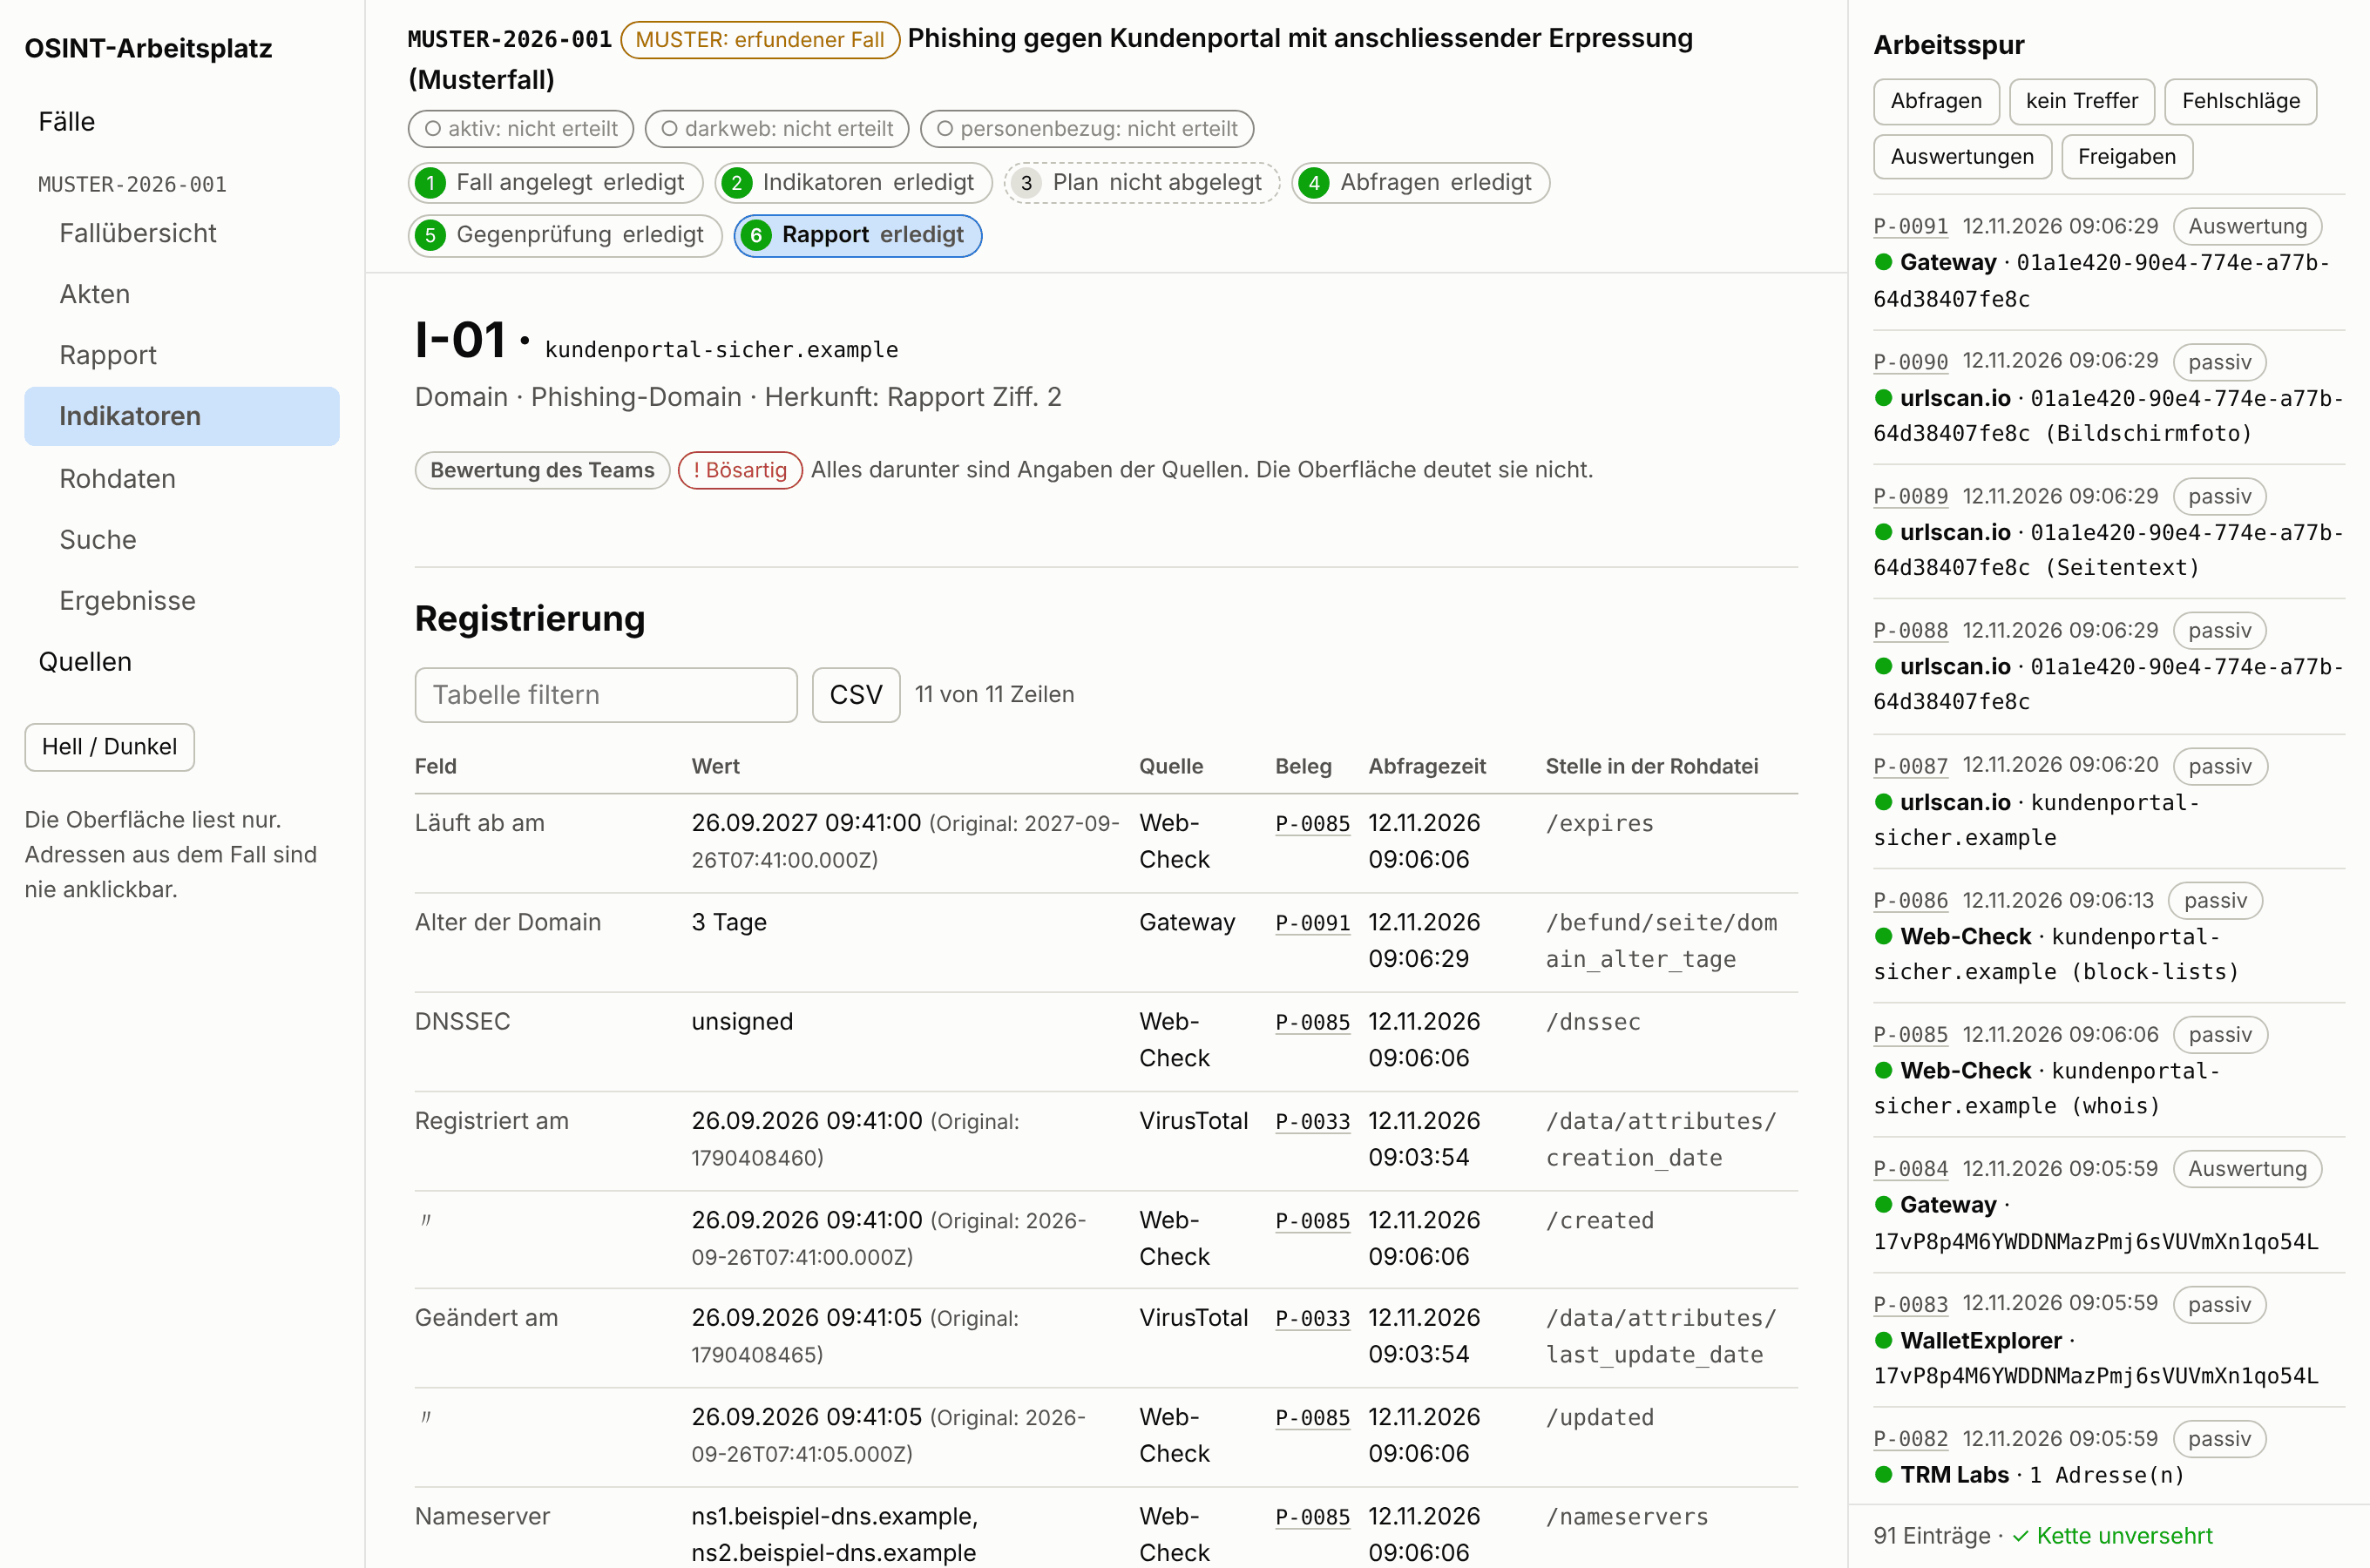 OSINT-Arbeitsplatz
Fälle
MUSTER-2026-001
Fallübersicht
Akten
Rapport
Indikatoren
Rohdaten
Suche
Ergebnisse
Quellen
Hell / Dunkel
Die Oberfläche liest nur.
Adressen aus dem Fall sind
nie anklickbar.
MUSTER-2026-001 MUSTER: erfundener Fall Phishing gegen Kundenportal mit anschliessender Erpressung
(Musterfall)
aktiv: nicht erteilt darkweb: nicht erteilt personenbezug: nicht erteilt
1 Fall angelegt erledigt 2 Indikatoren erledigt 3 Plan nicht abgelegt 4 Abfragen erledigt
5 Gegenprüfung erledigt 6 Rapport erledigt
I-01 · kundenportal-sicher.example
Domain · Phishing-Domain · Herkunft: Rapport Ziff. 2
Bewertung des Teams ! Bösartig Alles darunter sind Angaben der Quellen. Die Oberfläche deutet sie nicht.
Registrierung
Tabelle filtern CSV 11 von 11 Zeilen
Feld Wert Quelle Beleg Abfragezeit Stelle in der Rohdatei
Läuft ab am 26.09.2027 09:41:00 (Original: 2027-09- Web- P-0085 12.11.2026 /expires
26T07:41:00.000Z) Check 09:06:06
Alter der Domain 3 Tage Gateway P-0091 12.11.2026 /befund/seite/dom
09:06:29 ain_alter_tage
DNSSEC unsigned Web- P-0085 12.11.2026 /dnssec
Check 09:06:06
Registriert am 26.09.2026 09:41:00 (Original: VirusTotal P-0033 12.11.2026 /data/attributes/
1790408460) 09:03:54 creation_date
〃 26.09.2026 09:41:00 (Original: 2026- Web- P-0085 12.11.2026 /created
09-26T07:41:00.000Z) Check 09:06:06
Geändert am 26.09.2026 09:41:05 (Original: VirusTotal P-0033 12.11.2026 /data/attributes/
1790408465) 09:03:54 last_update_date
〃 26.09.2026 09:41:05 (Original: 2026- Web- P-0085 12.11.2026 /updated
09-26T07:41:05.000Z) Check 09:06:06
Nameserver ns1.beispiel-dns.example, Web- P-0085 12.11.2026 /nameservers
ns2.beispiel-dns.example Check 09:06:06
Arbeitsspur
Abfragen kein Treffer Fehlschläge
Auswertungen Freigaben
P-0091 12.11.2026 09:06:29 Auswertung
Gateway · 01a1e420-90e4-774e-a77b-
64d38407fe8c
P-0090 12.11.2026 09:06:29 passiv
urlscan.io · 01a1e420-90e4-774e-a77b-
64d38407fe8c (Bildschirmfoto)
P-0089 12.11.2026 09:06:29 passiv
urlscan.io · 01a1e420-90e4-774e-a77b-
64d38407fe8c (Seitentext)
P-0088 12.11.2026 09:06:29 passiv
urlscan.io · 01a1e420-90e4-774e-a77b-
64d38407fe8c
P-0087 12.11.2026 09:06:20 passiv
urlscan.io · kundenportal-
sicher.example
P-0086 12.11.2026 09:06:13 passiv
Web-Check · kundenportal-
sicher.example (block-lists)
P-0085 12.11.2026 09:06:06 passiv
Web-Check · kundenportal-
sicher.example (whois)
P-0084 12.11.2026 09:05:59 Auswertung
Gateway ·
17vP8p4M6YWDDNMazPmj6sVUVmXn1qo54L
P-0083 12.11.2026 09:05:59 passiv
WalletExplorer ·
17vP8p4M6YWDDNMazPmj6sVUVmXn1qo54L
P-0082 12.11.2026 09:05:59 passiv
TRM Labs · 1 Adresse(n)
91 Einträge · ✓ Kette unversehrt